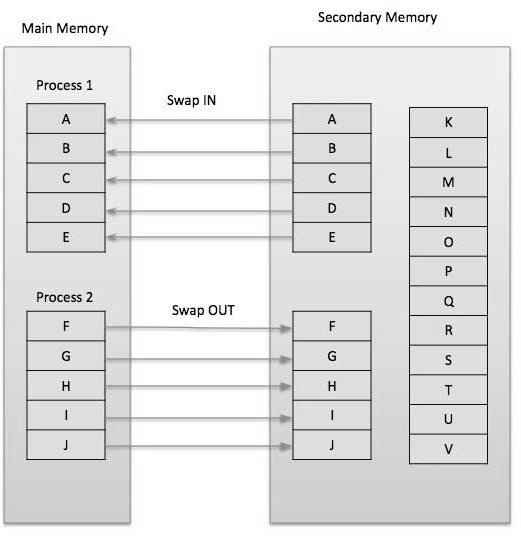 Main Memory
Secondary Memory
Process 1
Swap IN
A
B
C
D
E
Process 2
Swap OUT
F
G
H
I
J
A
B
C
D
E
F
G
H
I
J
K
L
M
N
O
P
Q
R
S
T
U
V